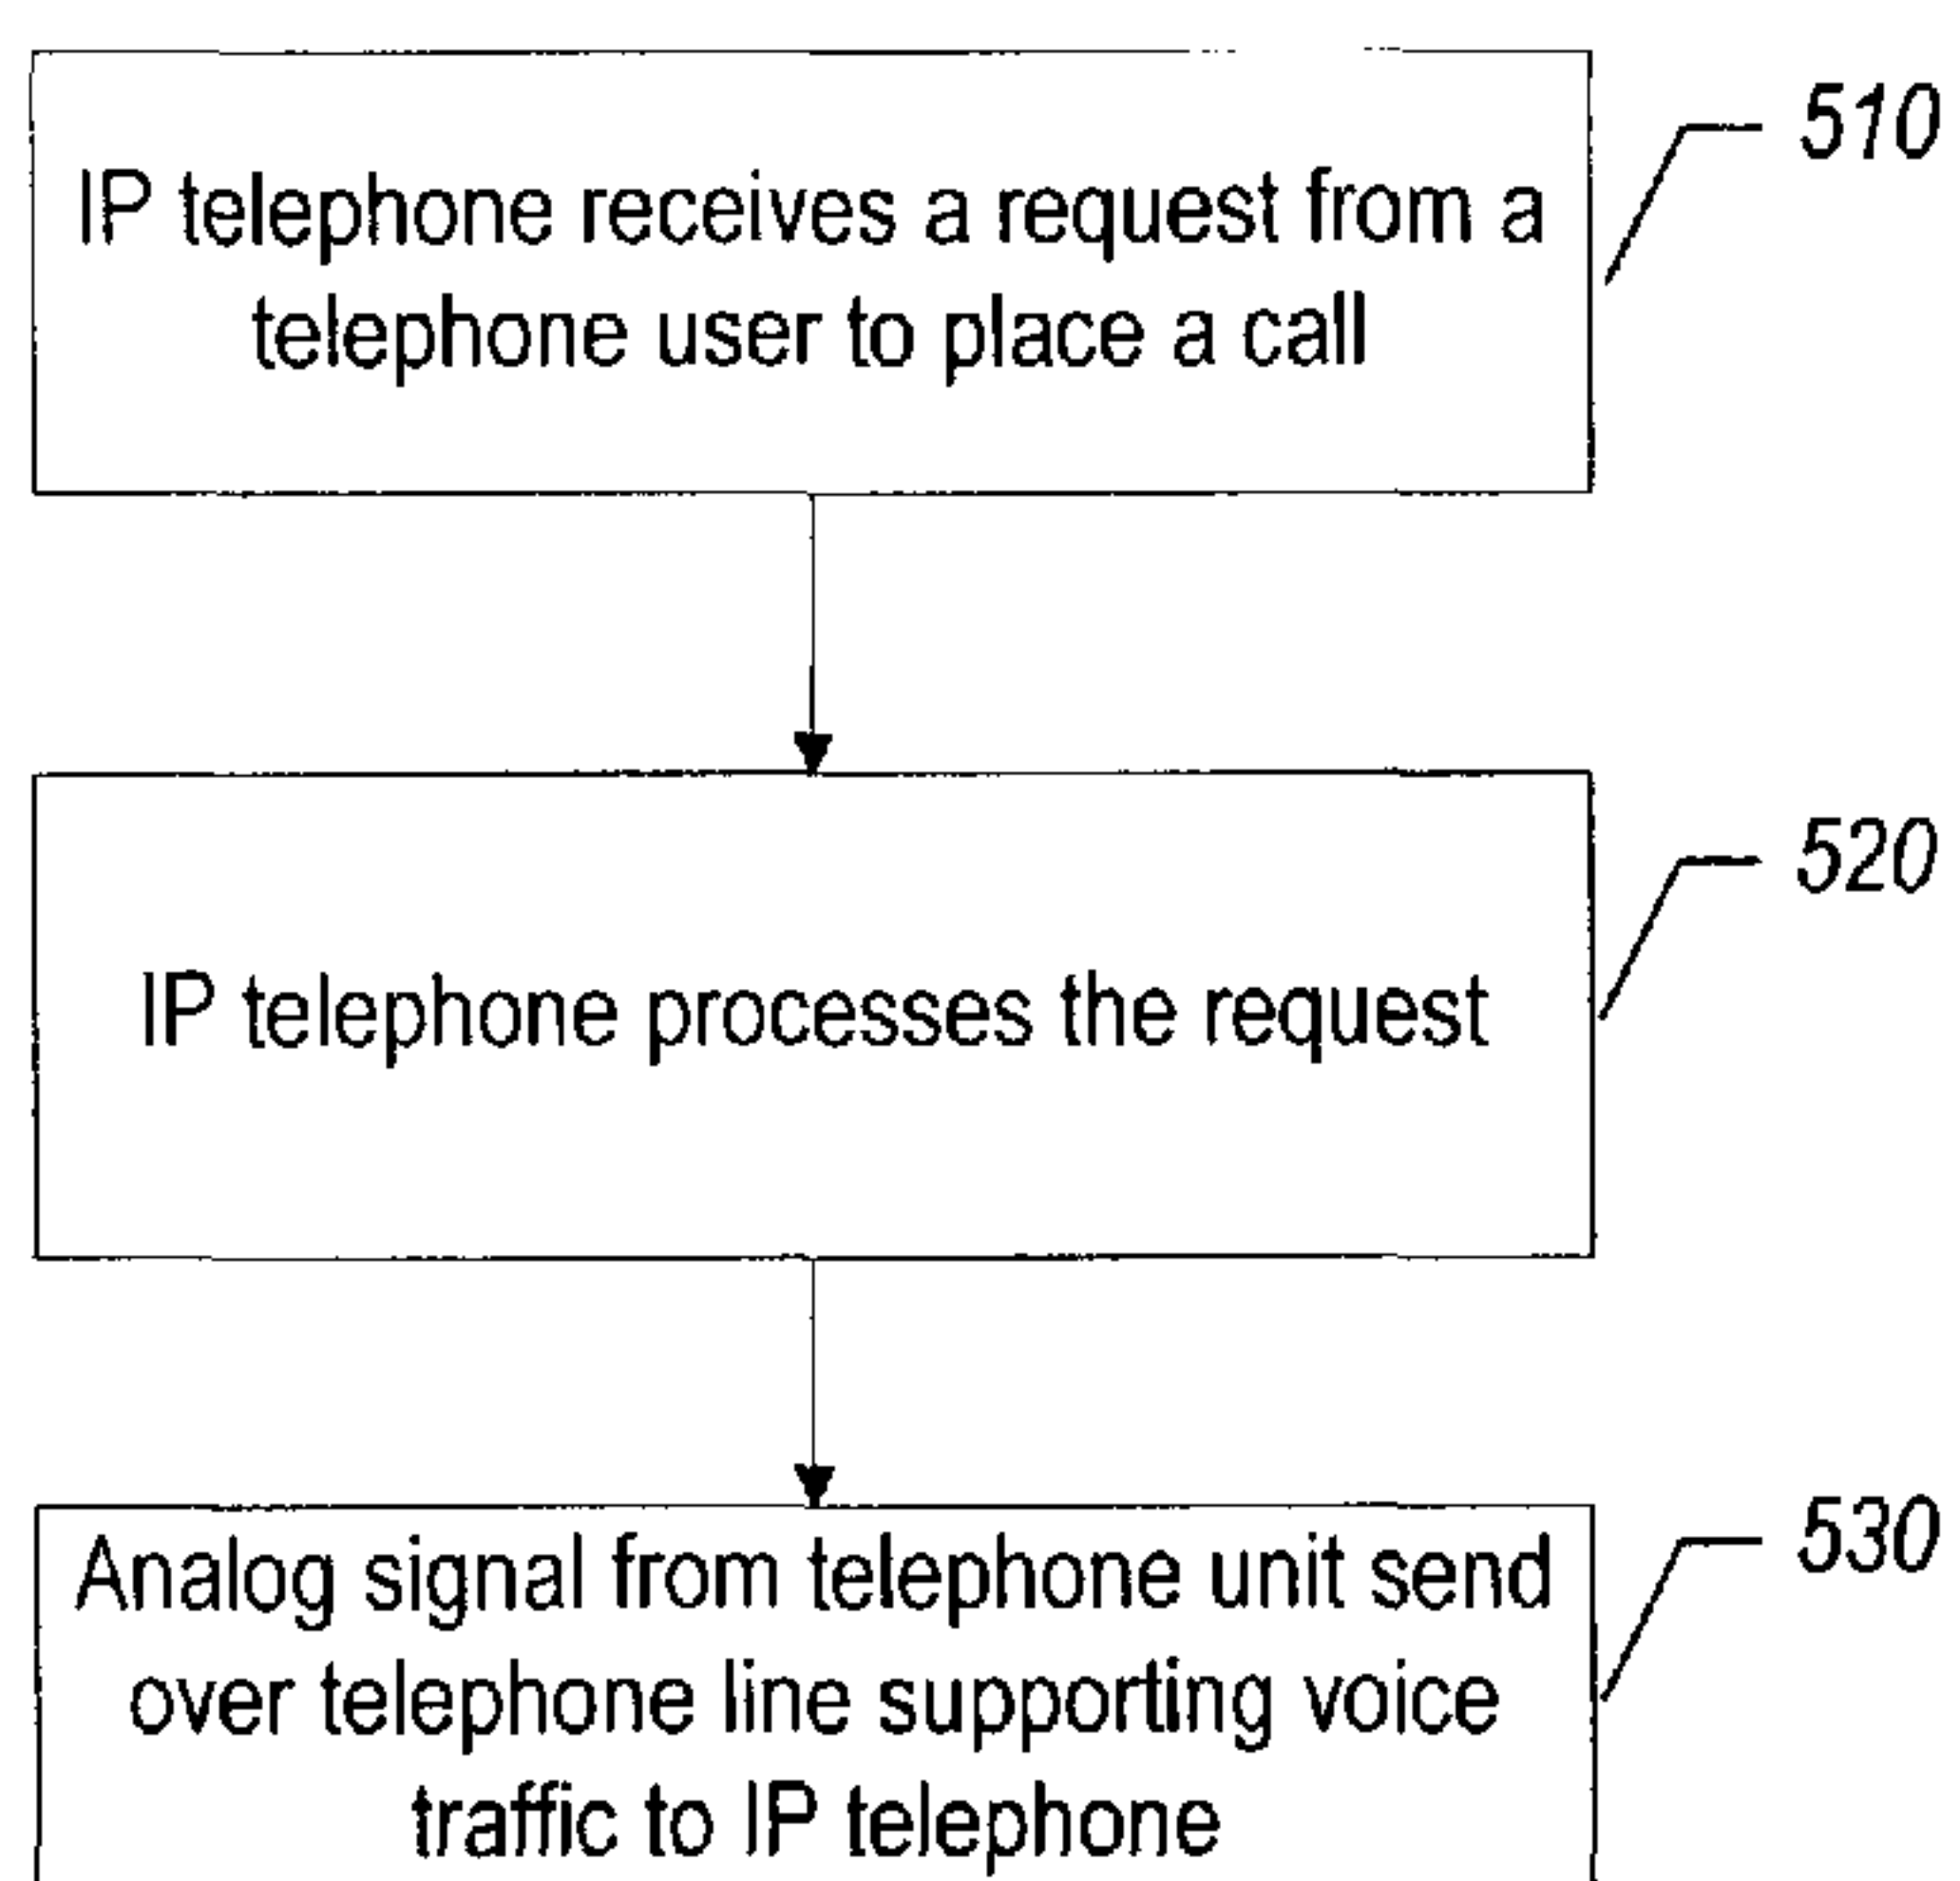 IP telephone receives a request from a
telephone user to place a call
510
IP telephone processes the request
520
Analog signal from telephone unit send
over telephone line supporting voice
traffic to IP telephone
530